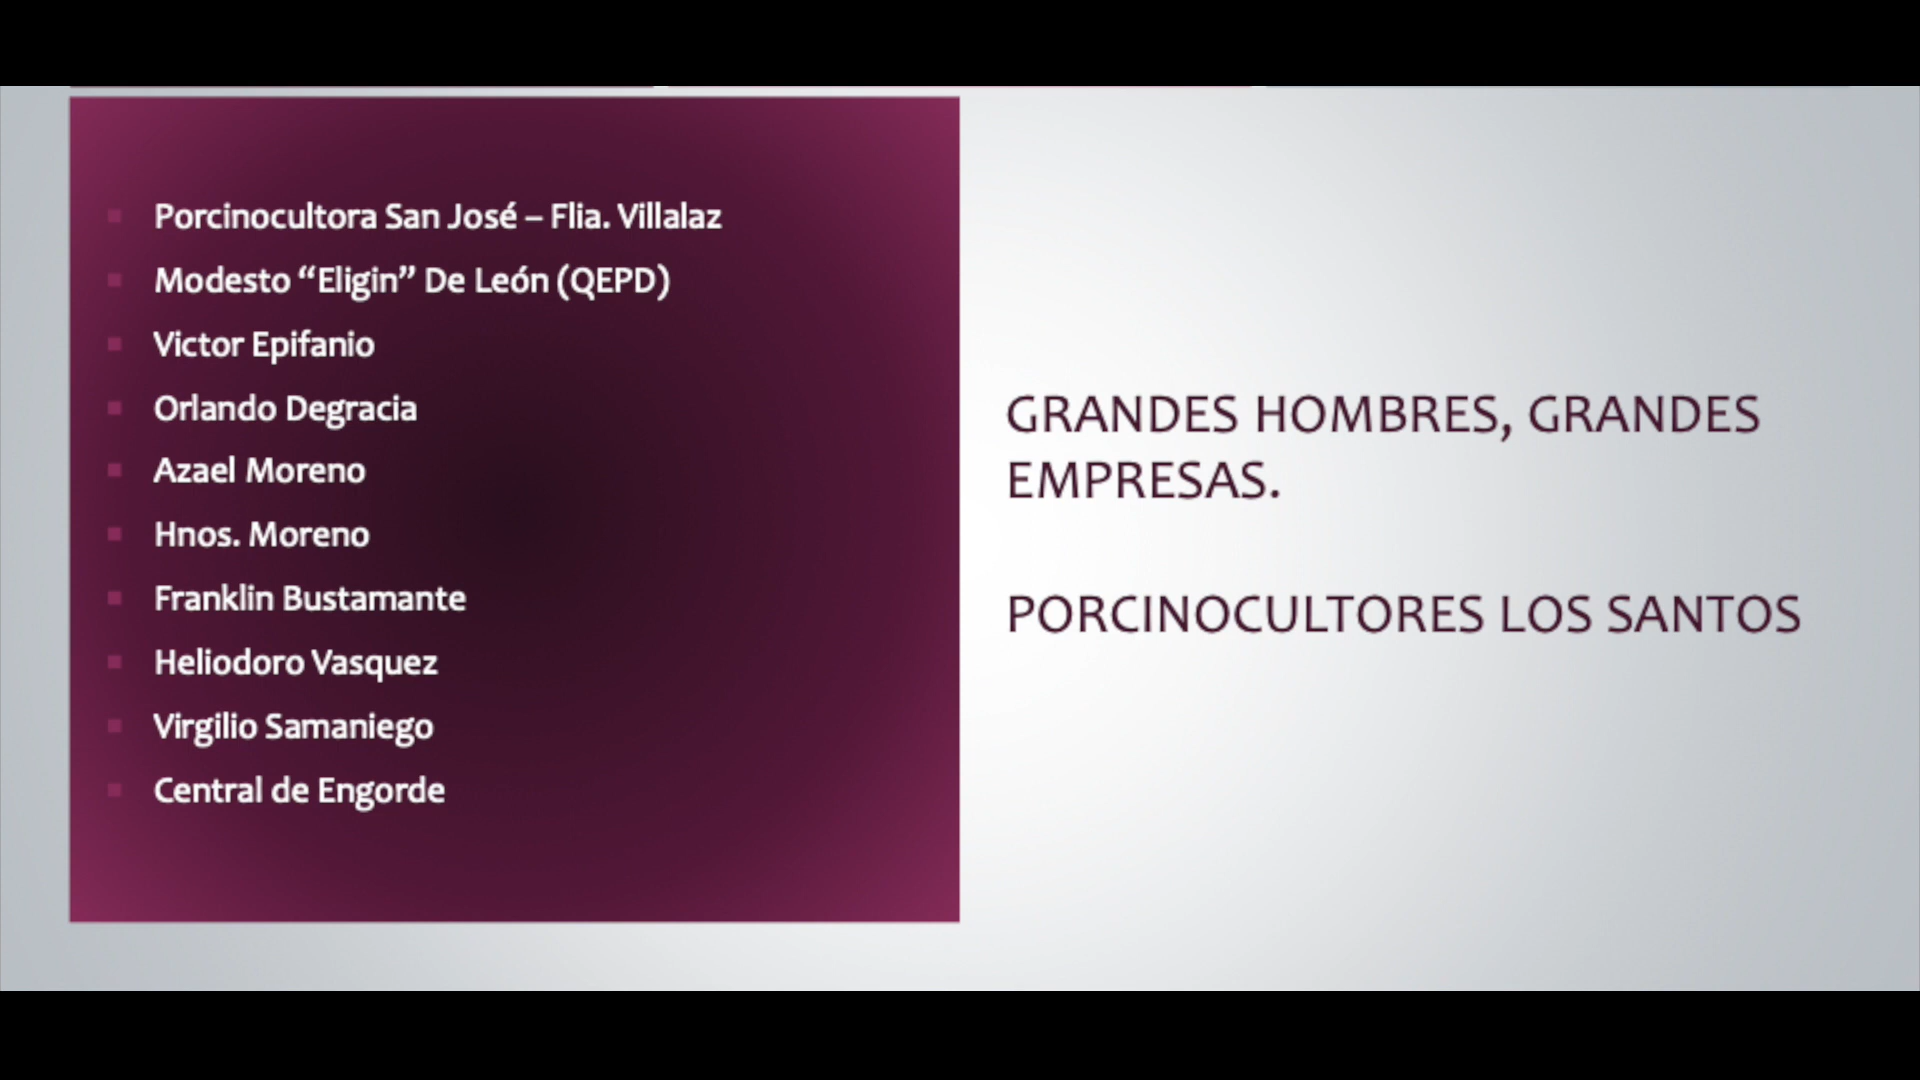 Porcinocultora San José – Flia. Villalaz
Modesto “Eligin” De León (QEPD)
Victor Epifanio
Orlando Degracia
Azael Moreno
Hnos. Moreno
Franklin Bustamante
Heliodoro Vasquez
Virgilio Samaniego
Central de Engorde
GRANDES HOMBRES, GRANDES
EMPRESAS.
PORCINOCULTORES LOS SANTOS